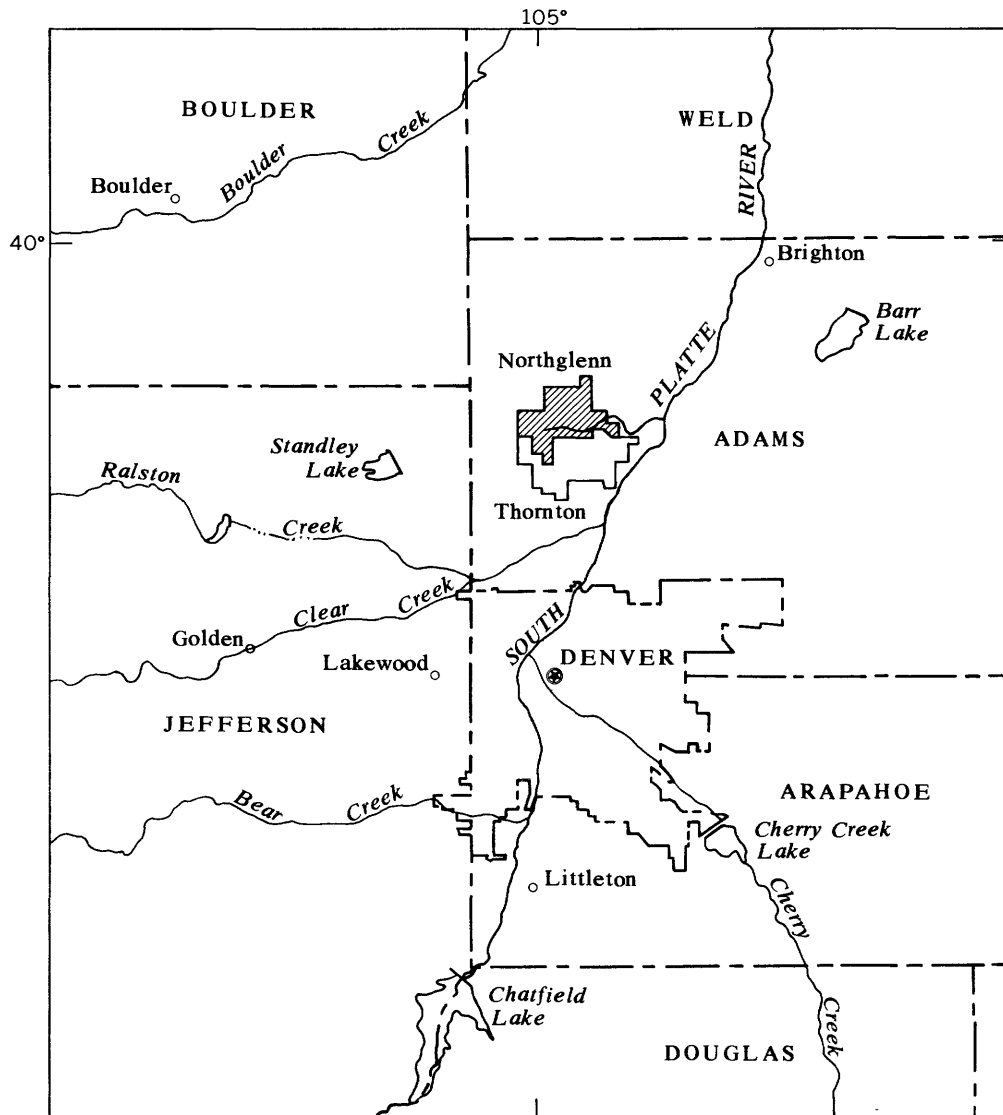 105°
BOULDER
WELD
Boulder Creek
Boulder
RIVER
40°
Brighton
Barr
Lake
PLATTE
Northglenn
ADAMS
Standley
Lake
Ralston
Creek
Thornton
Clear Creek
SOUTH
Golden
Lakewood
DENVER
JEFFERSON
Bear Creek
ARAPAHOE
Cherry Creek
Lake
Littleton
Cherry
Creek
Chatfield
Lake
DOUGLAS